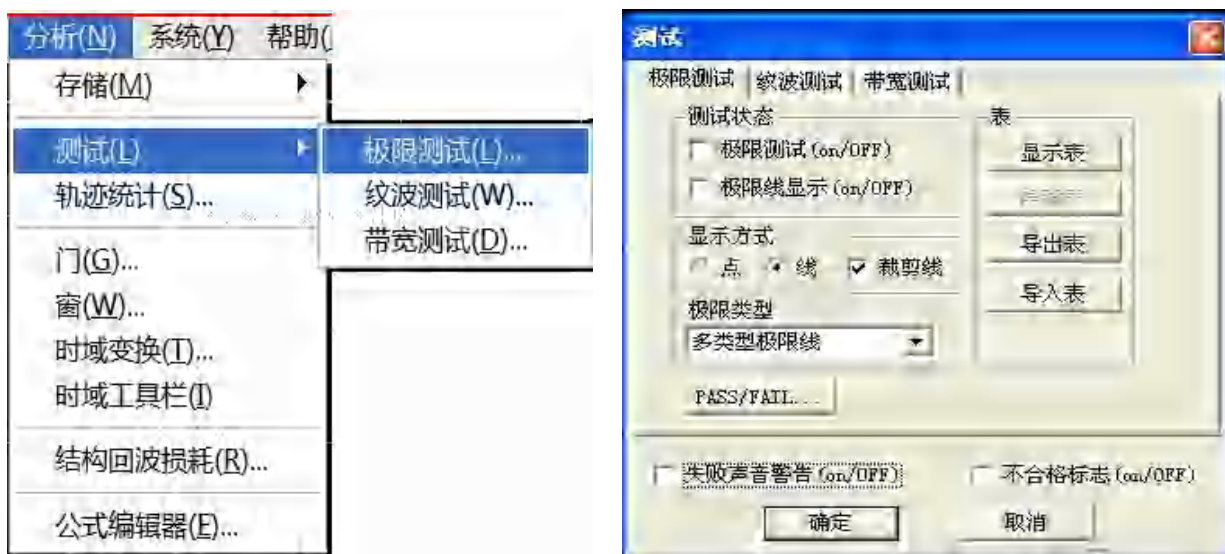 分析(N) 系统(Y) 帮助(
存储(M)
测试(L)
极限测试(L)...
轨迹统计(S)...
纹波测试(W)...
带宽测试(D)...
门(G)...
窗(W)...
时域变换(T)...
时域工具栏(I)
结构回波损耗(R)...
公式编辑器(E)...
测试
极限测试 纹波测试 带宽测试
测试状态
极限测试(on/OFF)
极限线显示(on/OFF)
显示方式
点 线 裁剪线
极限类型
多类型极限线
PASS/FAIL...
表
显示表
导出表
导入表
失败声音警告(on/OFF) 不合格标志(on/OFF)
确定 取消